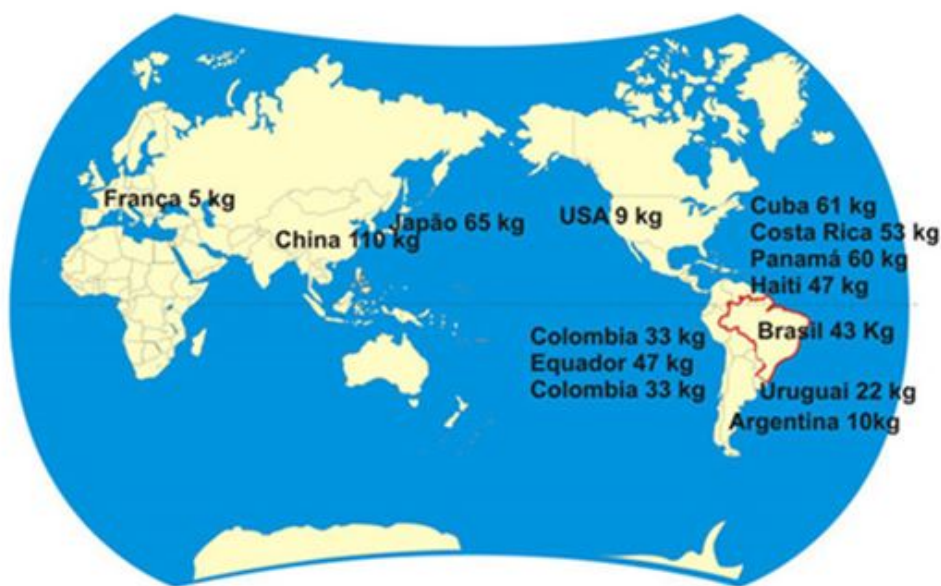 França 5 kg
China 110 kg
Japão 65 kg
USA 9 kg
Cuba 61 kg
Costa Rica 53 kg
Panamá 60 kg
Haiti 47 kg
Brasil 43 Kg
Colombia 33 kg
Equador 47 kg
Colombia 33 kg
Uruguai 22 kg
Argentina 10kg